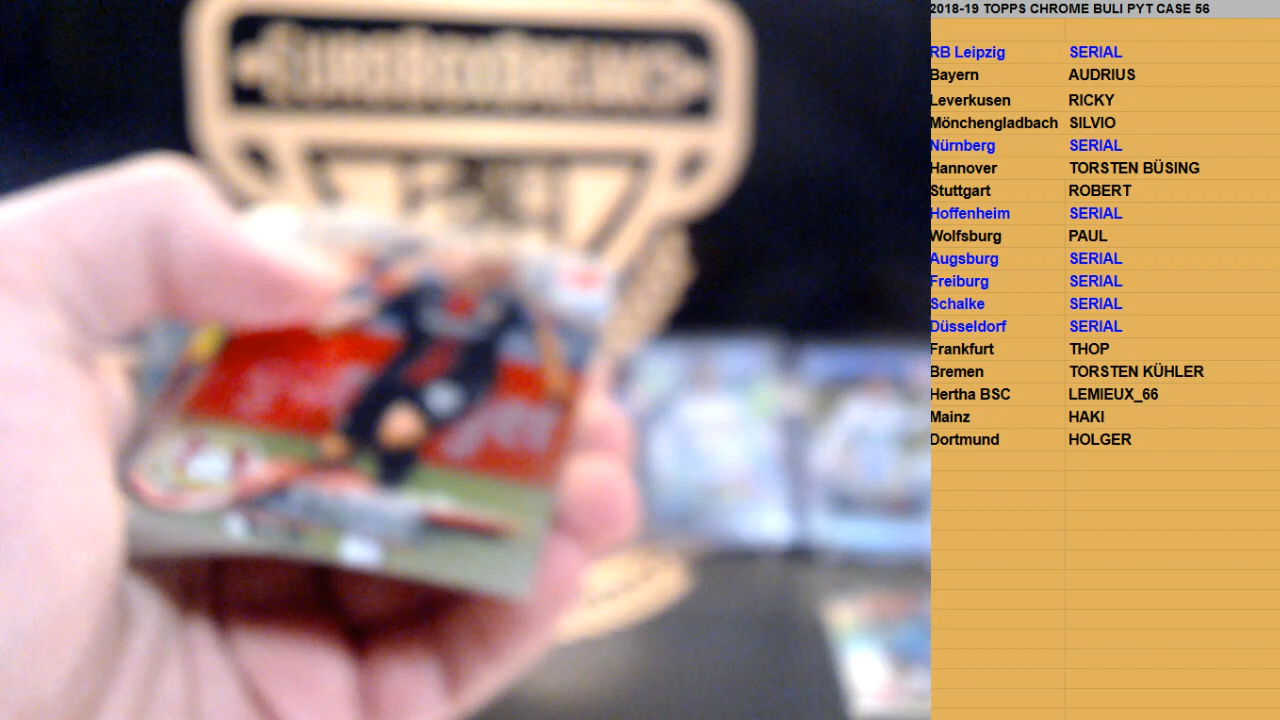 2018-19 TOPPS CHROME BULI PYT CASE 56
RB Leipzig SERIAL
Bayern AUDRIUS
Leverkusen RICKY
Mönchengladbach SILVIO
Nürnberg SERIAL
Hannover TORSTEN BÜSING
Stuttgart ROBERT
Hoffenheim SERIAL
Wolfsburg PAUL
Augsburg SERIAL
Freiburg SERIAL
Schalke SERIAL
Düsseldorf SERIAL
Frankfurt THOP
Bremen TORSTEN KÜHLER
Hertha BSC LEMIEUX_66
Mainz HAKI
Dortmund HOLGER